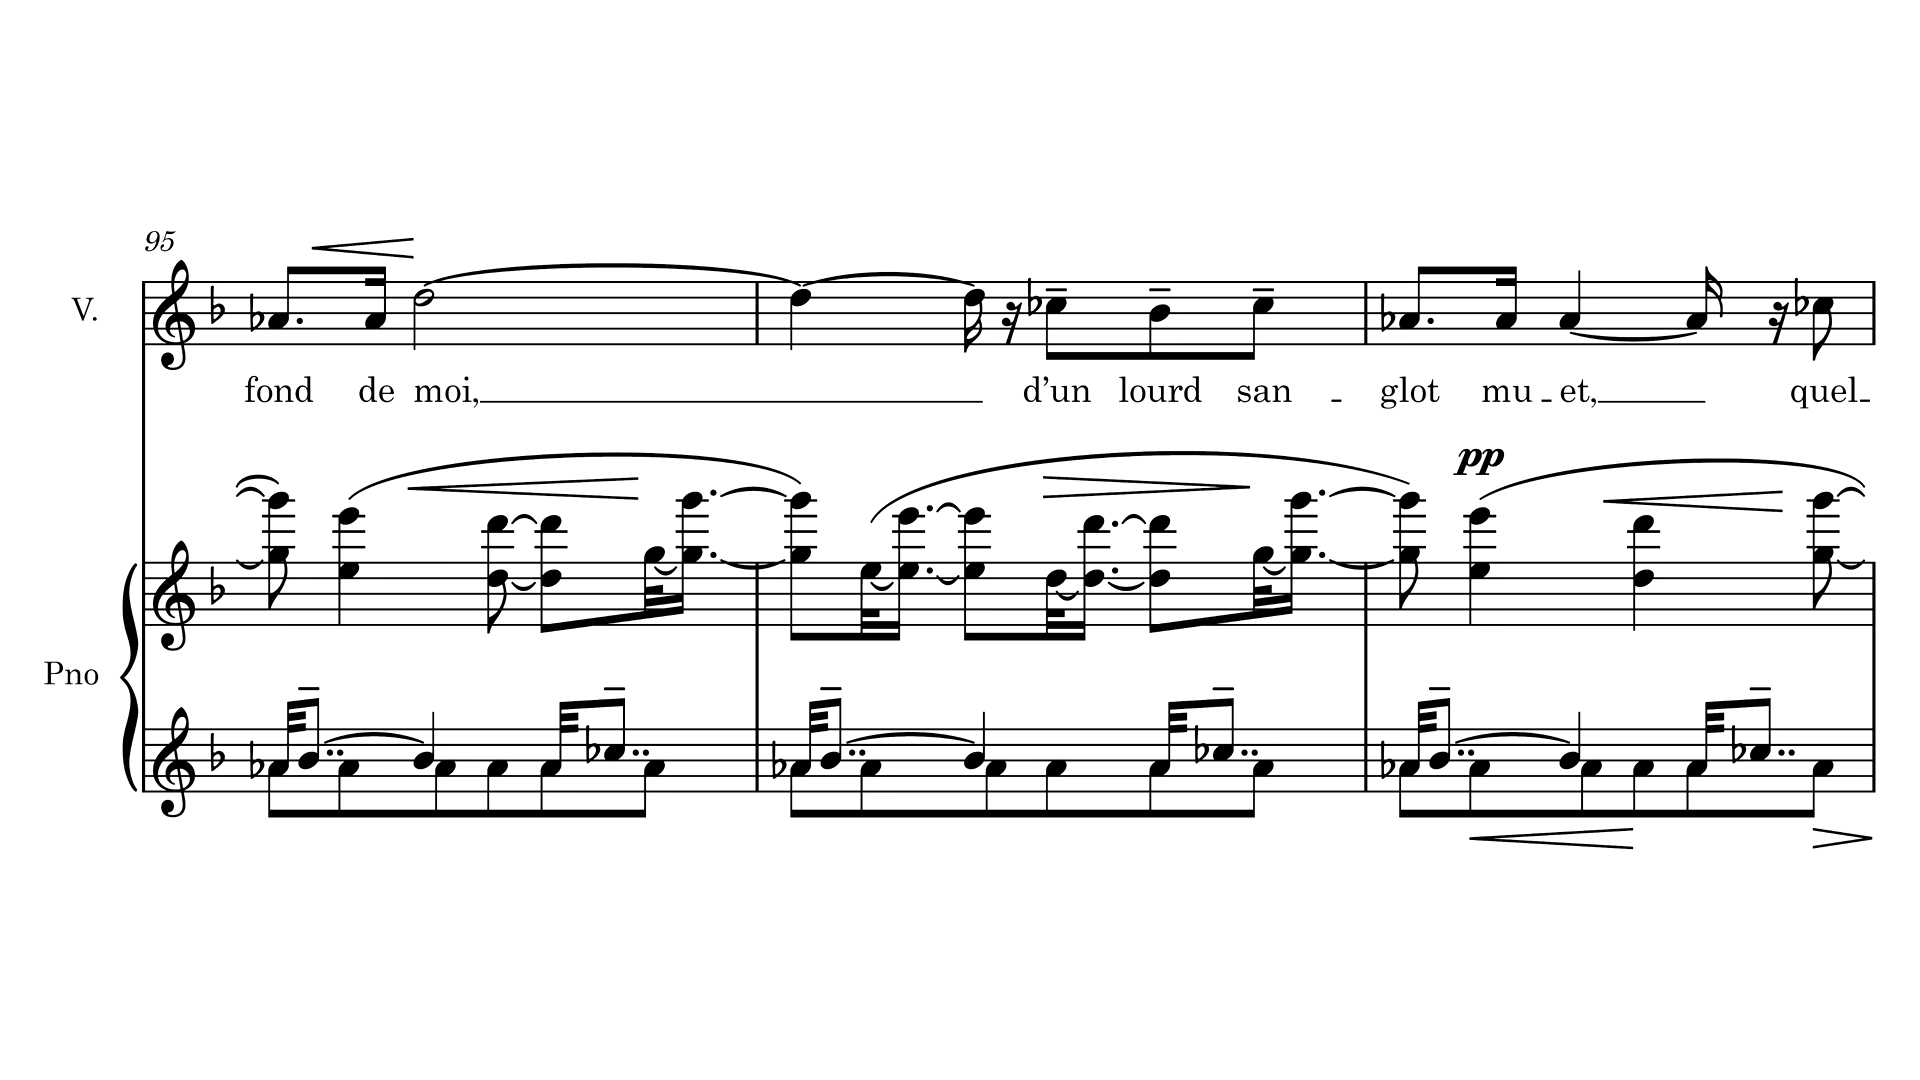 95
V.
fond de moi, d’un lourd san - glot mu - et, quel -
pp
Pno